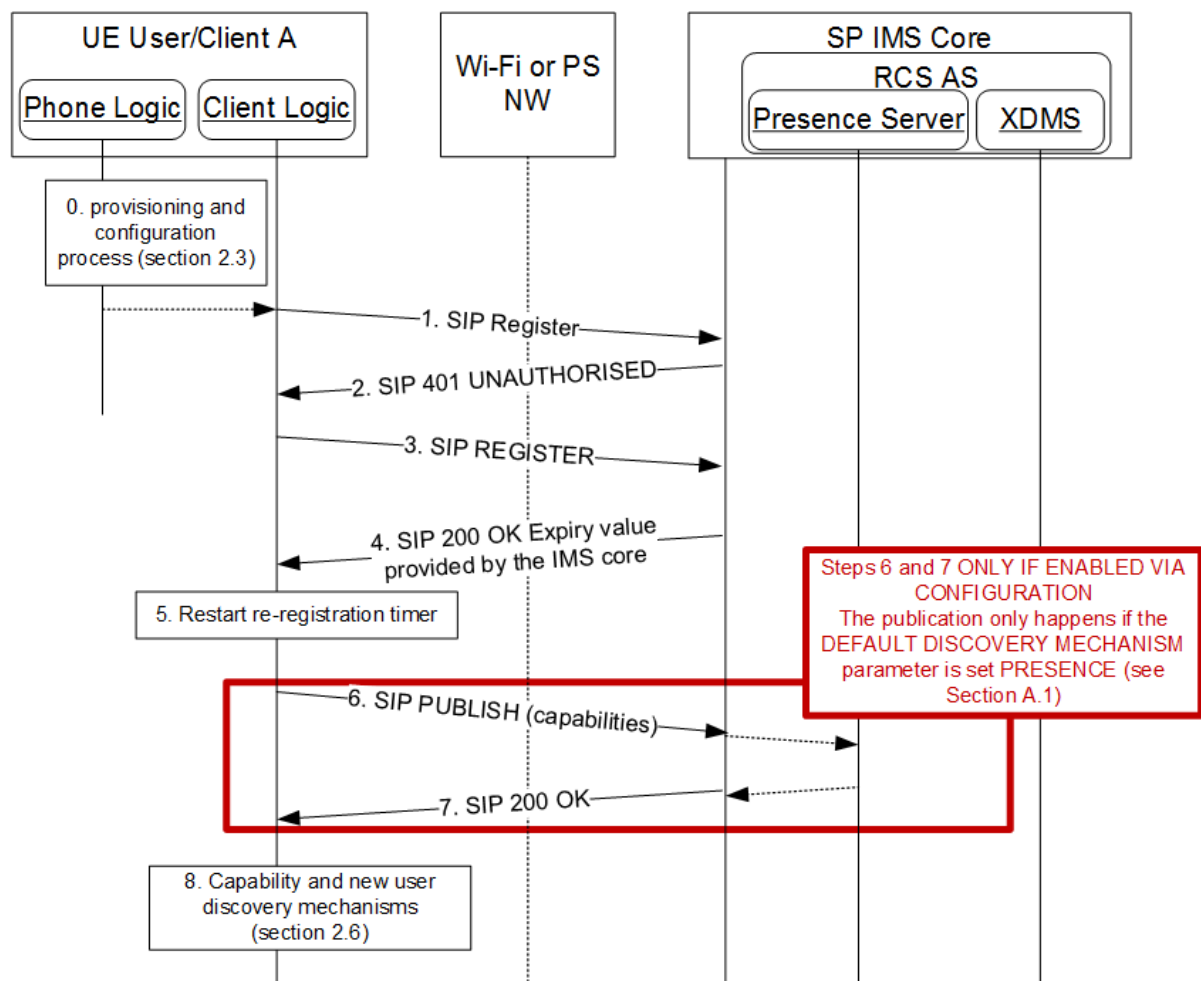 UE User/Client A
Phone Logic
Client Logic
Wi-Fi or PS
NW
SP IMS Core
RCS AS
Presence Server
XDMS
0. provisioning and
configuration
process (section 2.3)
1. SIP Register
2. SIP 401 UNAUTHORISED
3. SIP REGISTER
4. SIP 200 OK Expiry value
provided by the IMS core
5. Restart re-registration timer
Steps 6 and 7 ONLY IF ENABLED VIA
CONFIGURATION
The publication only happens if the
DEFAULT DISCOVERY MECHANISM
parameter is set PRESENCE (see
Section A.1)
6. SIP PUBLISH (capabilities)
7. SIP 200 OK
8. Capability and new user
discovery mechanisms
(section 2.6)